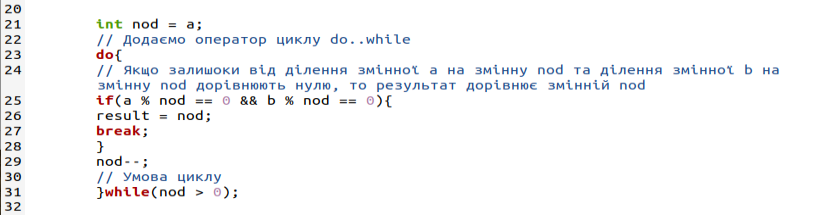 20
21 int nod = a;
22 // Додаємо оператор циклу do..while
23 do{
24 // Якщо залишоки від ділення змінної a на змінну nod та ділення змінної b на
змінну nod дорівнюють нулю, то результат дорівнює змінній nod
25 if(a % nod == 0 && b % nod == 0){
26 result = nod;
27 break;
28 }
29 nod--;
30 // Умова циклу
31 }while(nod > 0);
32